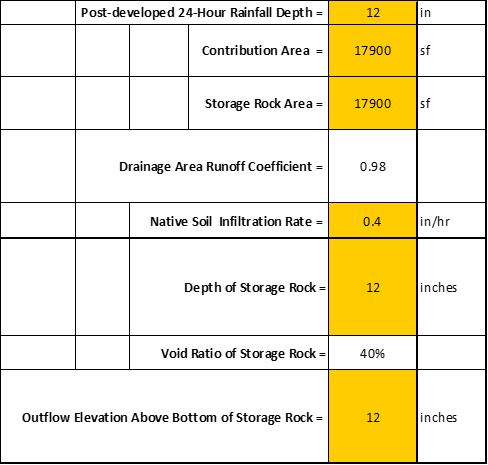 Post-developed 24-Hour Rainfall Depth = 12 in
Contribution Area = 17900 sf
Storage Rock Area = 17900 sf
Drainage Area Runoff Coefficient = 0.98
Native Soil Infiltration Rate = 0.4 in/hr
Depth of Storage Rock = 12 inches
Void Ratio of Storage Rock = 40%
Outflow Elevation Above Bottom of Storage Rock = 12 inches